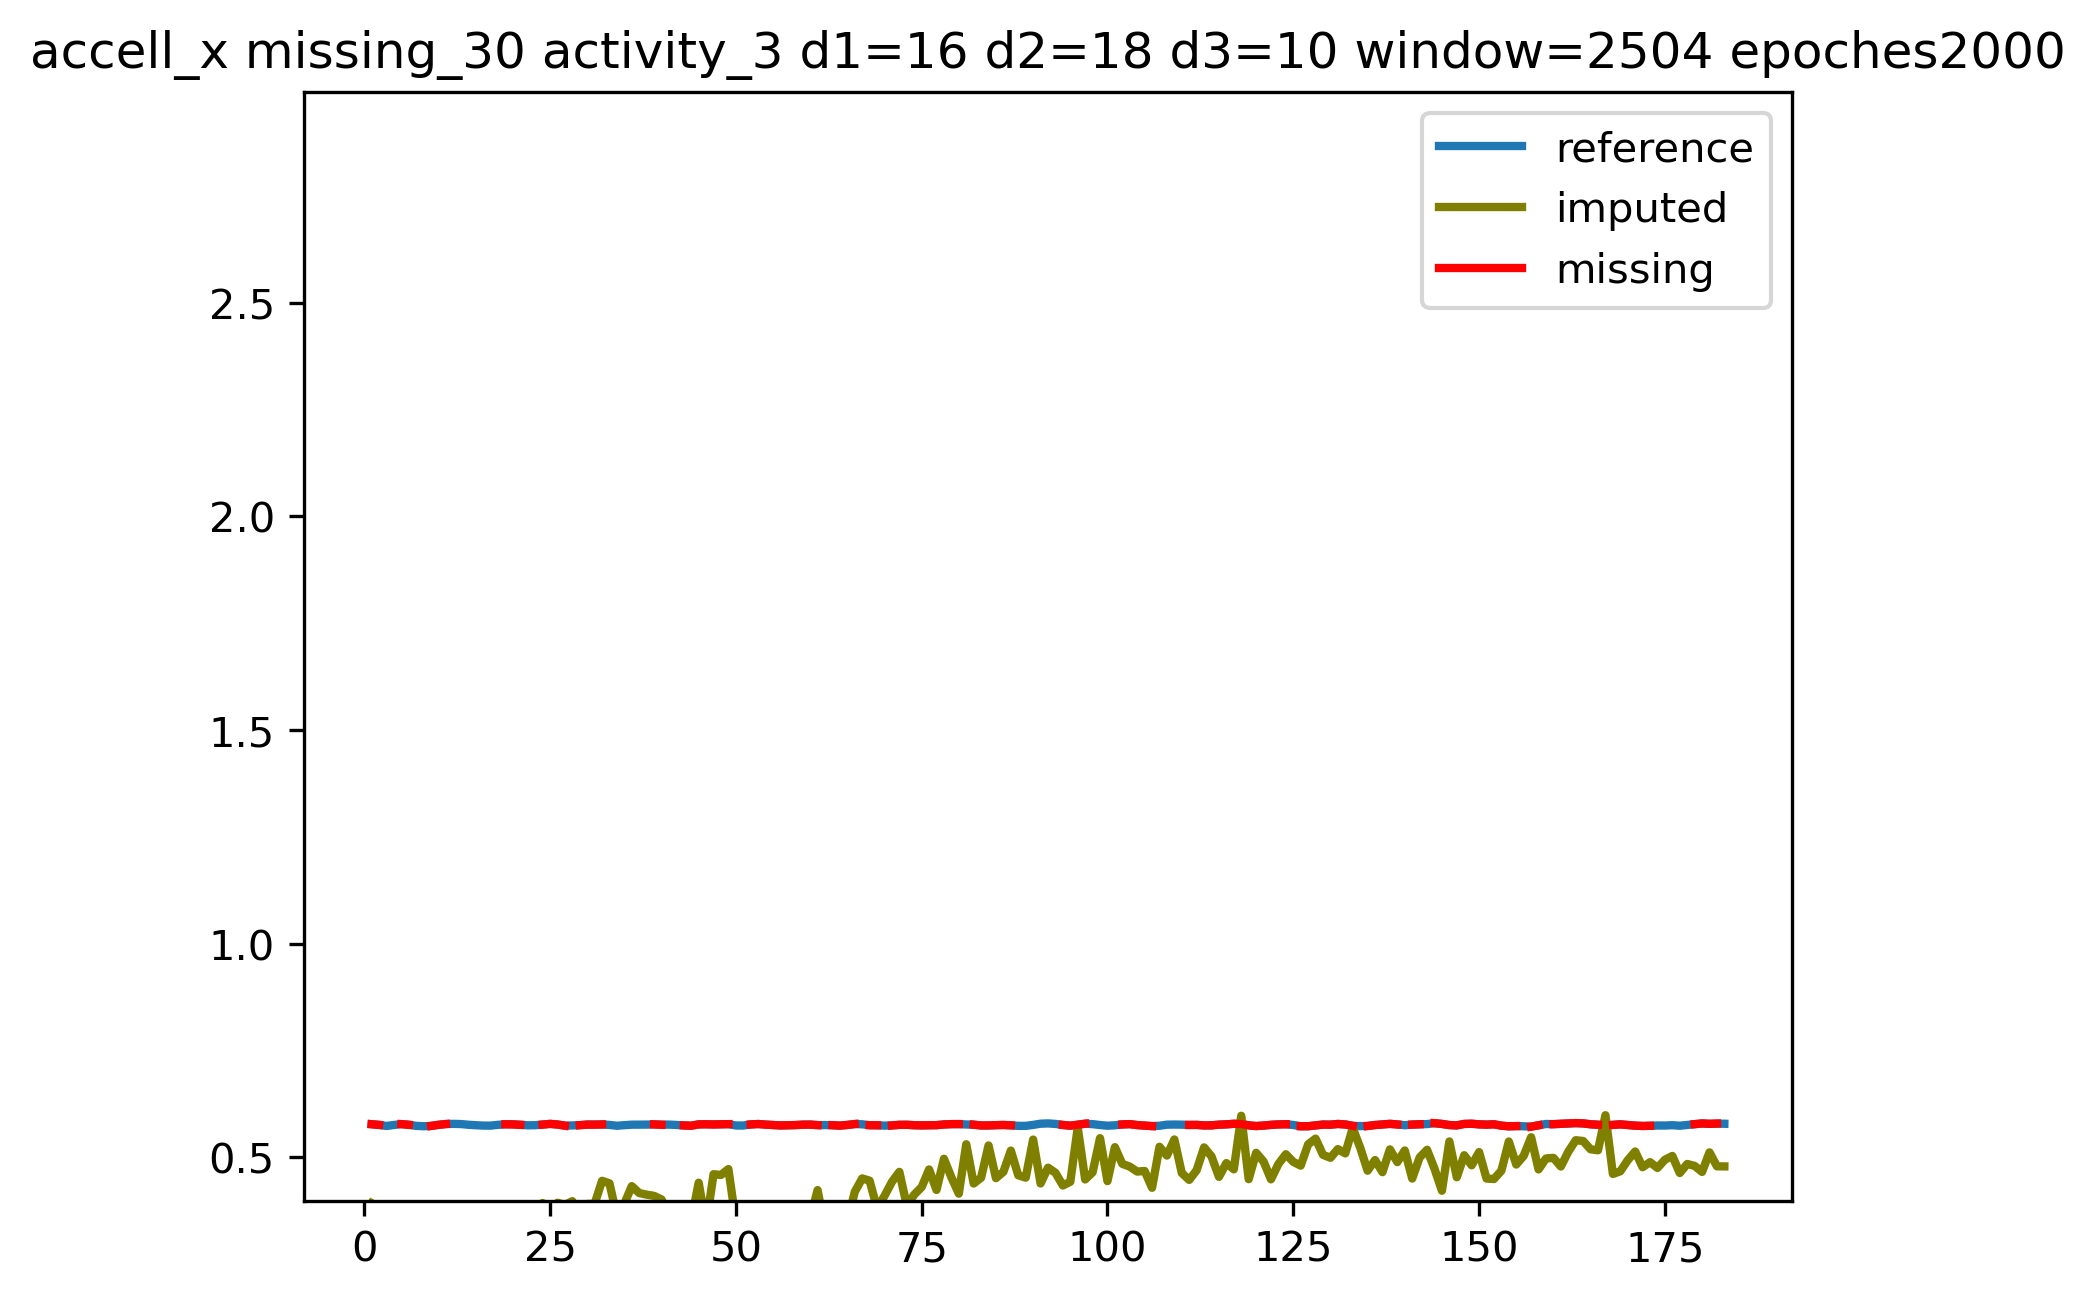 accell_x missing_30 activity_3 d1=16 d2=18 d3=10 window=2504 epoches2000
reference
imputed
missing
2.5
2.0
1.5
1.0
0.5
0 25 50 75 100 125 150 175